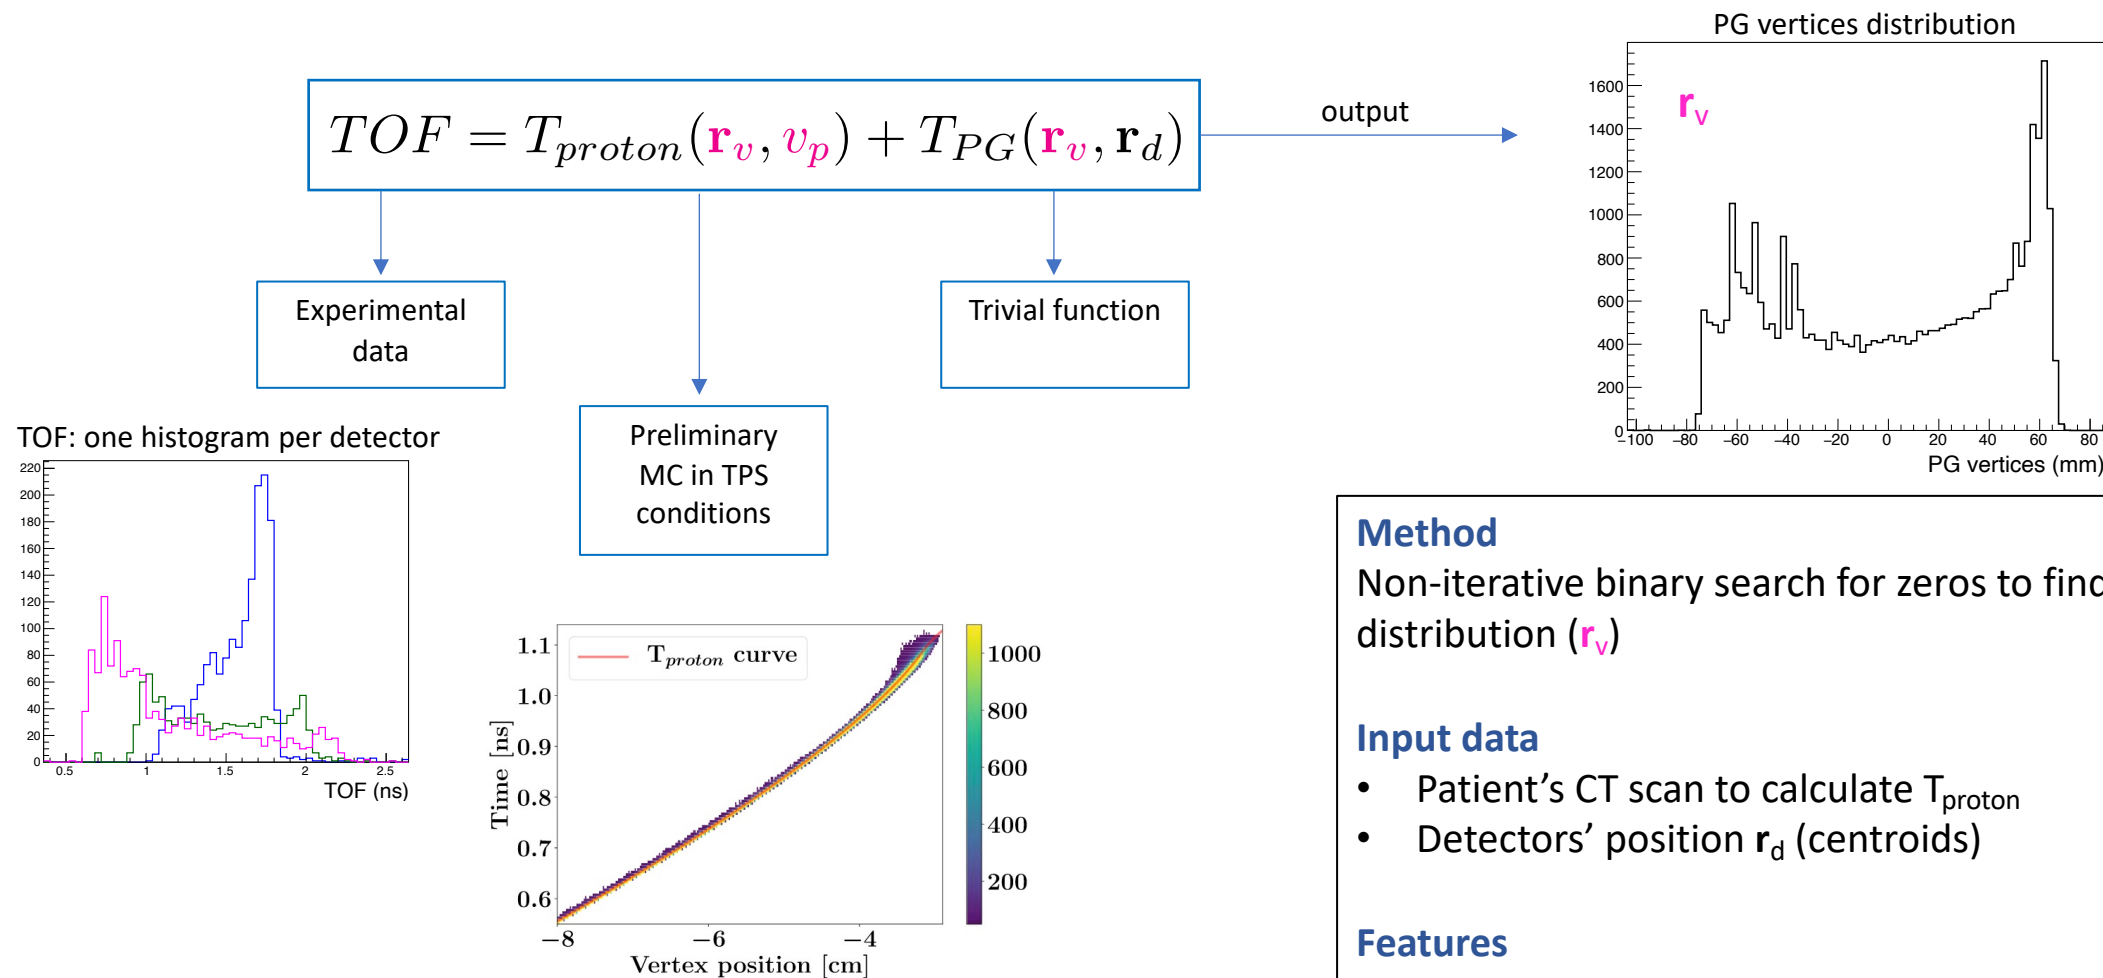 PG vertices distribution
TOF = T_proton(r_v, v_p) + T_PG(r_v, r_d)
output
Experimental
data
Preliminary
MC in TPS
conditions
Trivial function
r_v
1600
1400
1200
1000
800
600
400
200
0
−100 −80 −60 −40 −20 0 20 40 60 80
PG vertices (mm)
TOF: one histogram per detector
220
200
180
160
140
120
100
80
60
40
20
0
0.5 1 1.5 2 2.5
TOF (ns)
T_proton curve
1.1
1.0
0.9
0.8
0.7
0.6
Time [ns]
−8 −6 −4
Vertex position [cm]
1000
800
600
400
200
Method
Non-iterative binary search for zeros to find
distribution (r_v)
Input data
• Patient’s CT scan to calculate T_proton
• Detectors’ position r_d (centroids)
Features